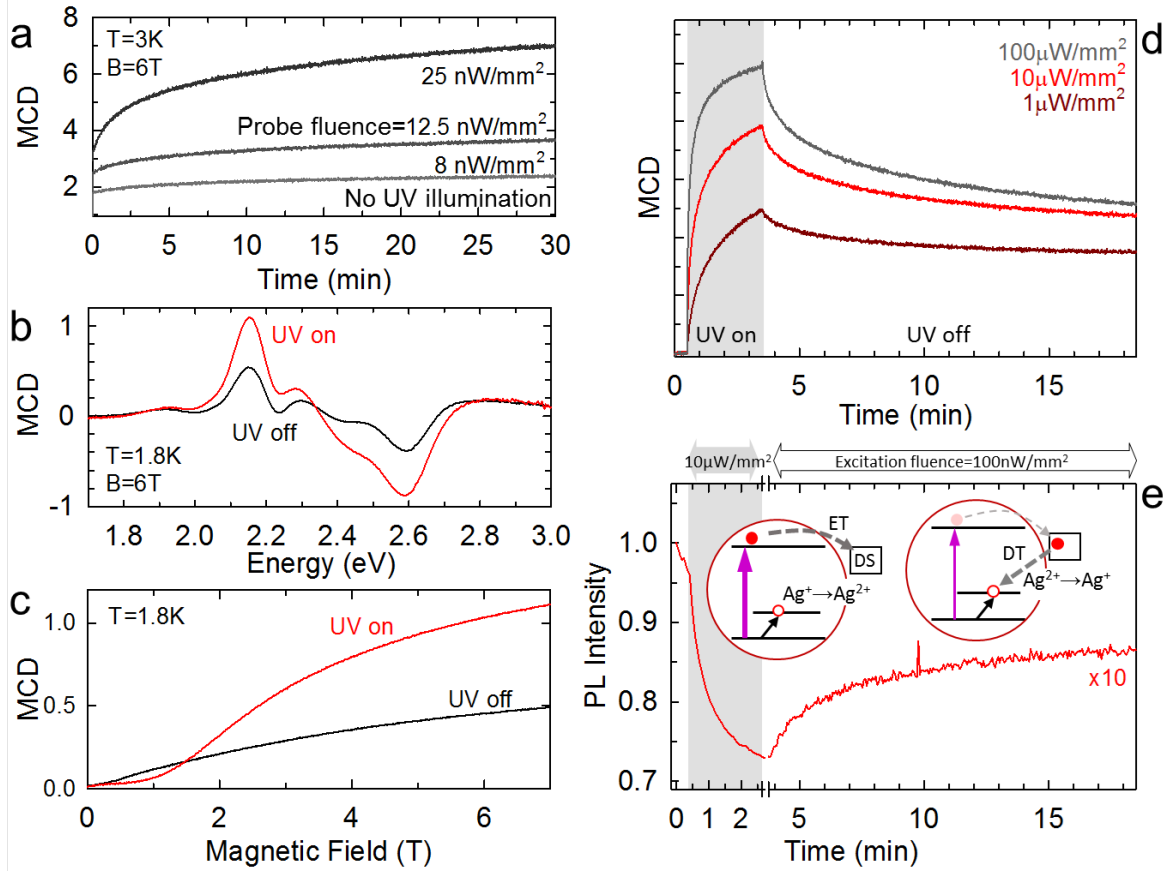 a
T=3K
B=6T
25 nW/mm²
Probe fluence=12.5 nW/mm²
8 nW/mm²
No UV illumination
MCD
8
6
4
2
0 5 10 15 20 25 30
Time (min)
b
UV on
UV off
T=1.8K
B=6T
MCD
1
0
-1
1.8 2.0 2.2 2.4 2.6 2.8 3.0
Energy (eV)
c
T=1.8K
UV on
UV off
MCD
1.0
0.5
0.0
0 2 4 6
Magnetic Field (T)
d
100µW/mm²
10µW/mm²
1µW/mm²
MCD
UV on
UV off
0 5 10 15
Time (min)
e
10µW/mm²
Excitation fluence=100nW/mm²
ET
DS
Ag⁺→Ag²⁺
DT
Ag²⁺→Ag⁺
x10
PL Intensity
1.0
0.9
0.8
0.7
0 1 2 5 10 15
Time (min)